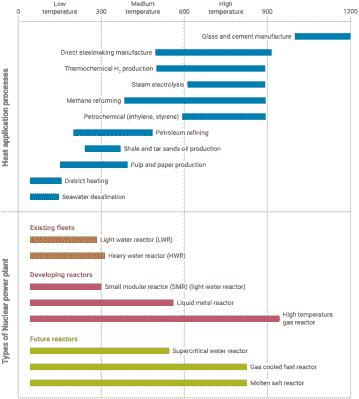 Low temperature
Medium temperature
High temperature
0
300
600
900
1200
Heat application processes
Glass and cement manufacture
Direct steelmaking manufacture
Thermochemical H2 production
Steam electrolysis
Methane reforming
Petrochemical (ethylene, styrene)
Petroleum refining
Shale and tar sands oil production
Pulp and paper production
District heating
Seawater desalination
Types of Nuclear power plant
Existing fleets
Light water reactor (LWR)
Heavy water reactor (HWR)
Developing reactors
Small modular reactor (SMR) (light water reactor)
Liquid metal reactor
High temperature
gas reactor
Future reactors
Supercritical water reactor
Gas cooled fast reactor
Molten salt reactor